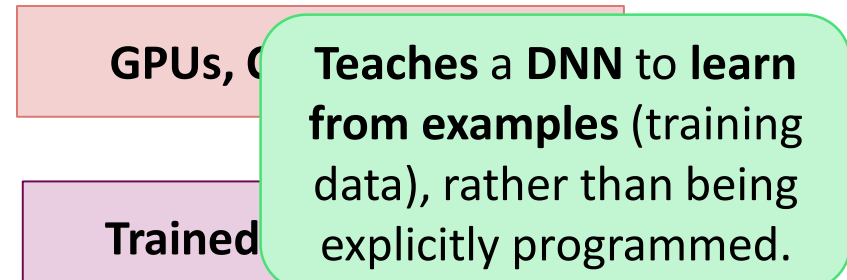 GPUs,
Teaches a DNN to learn
from examples (training
data), rather than being
explicitly programmed.
Trained